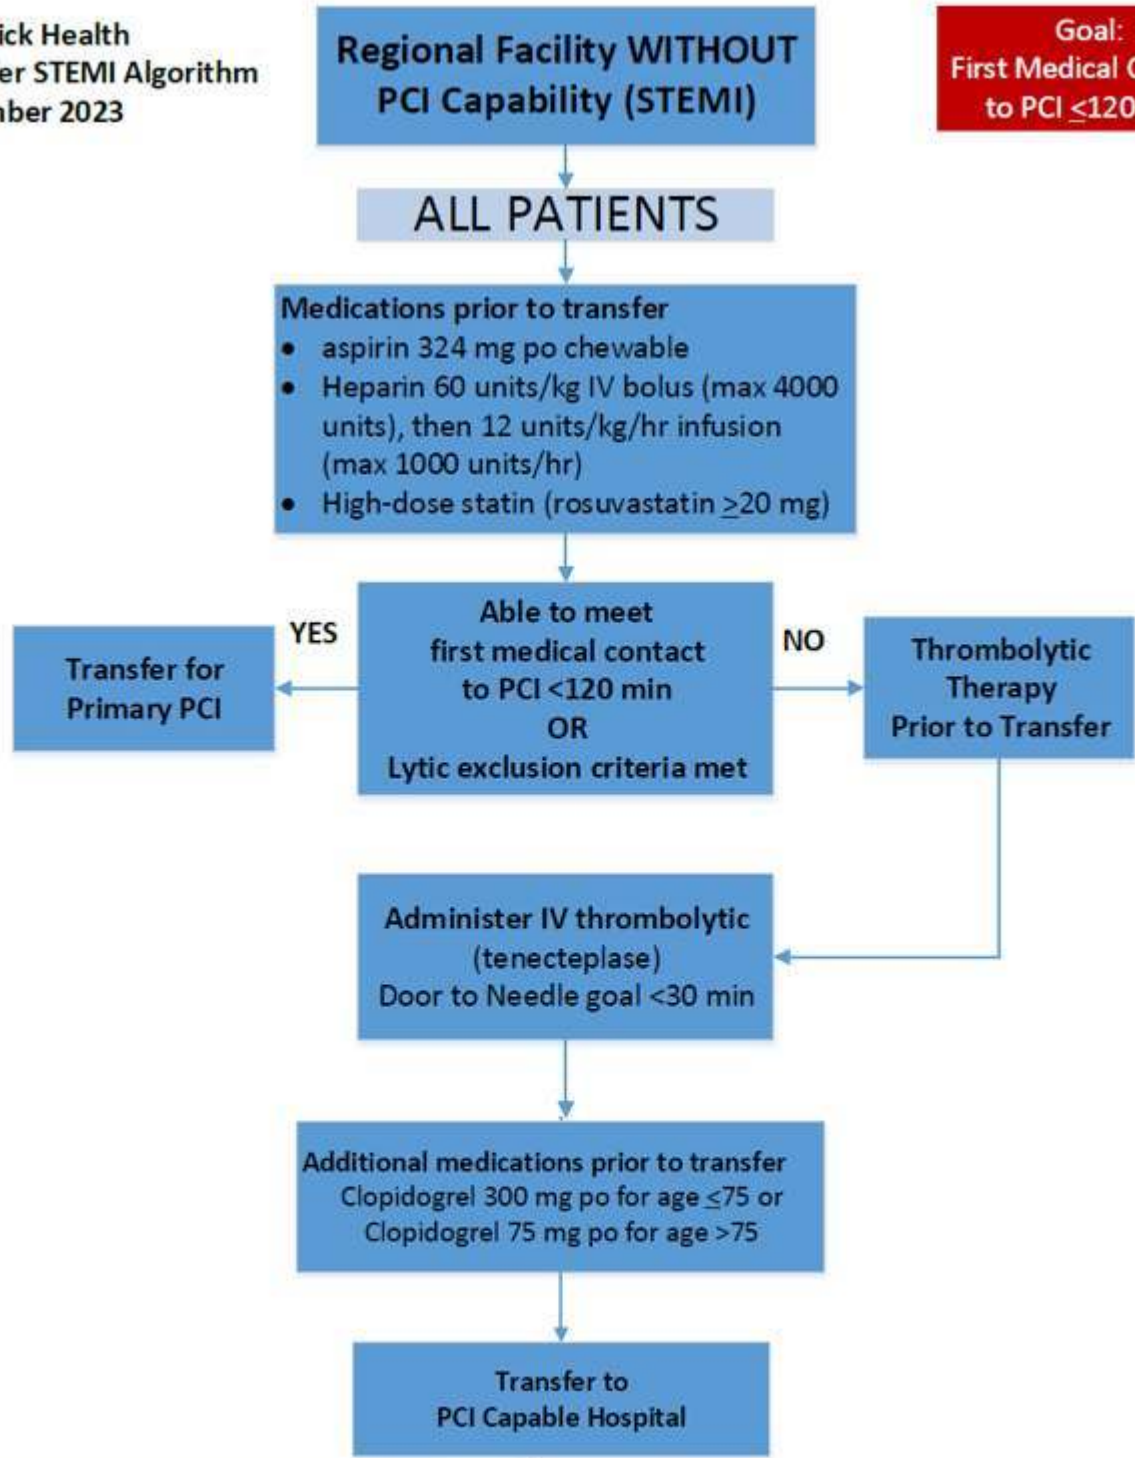 ick Health
er STEMI Algorithm
ber 2023
Regional Facility WITHOUT
PCI Capability (STEMI)
Goal:
First Medical C
to PCI ≤120
ALL PATIENTS
Medications prior to transfer
• aspirin 324 mg po chewable
• Heparin 60 units/kg IV bolus (max 4000
units), then 12 units/kg/hr infusion
(max 1000 units/hr)
• High-dose statin (rosuvastatin ≥20 mg)
Able to meet
first medical contact
to PCI <120 min
OR
Lytic exclusion criteria met
YES
Transfer for
Primary PCI
NO
Thrombolytic
Therapy
Prior to Transfer
Administer IV thrombolytic
(tenecteplase)
Door to Needle goal <30 min
Additional medications prior to transfer
Clopidogrel 300 mg po for age ≤75 or
Clopidogrel 75 mg po for age >75
Transfer to
PCI Capable Hospital